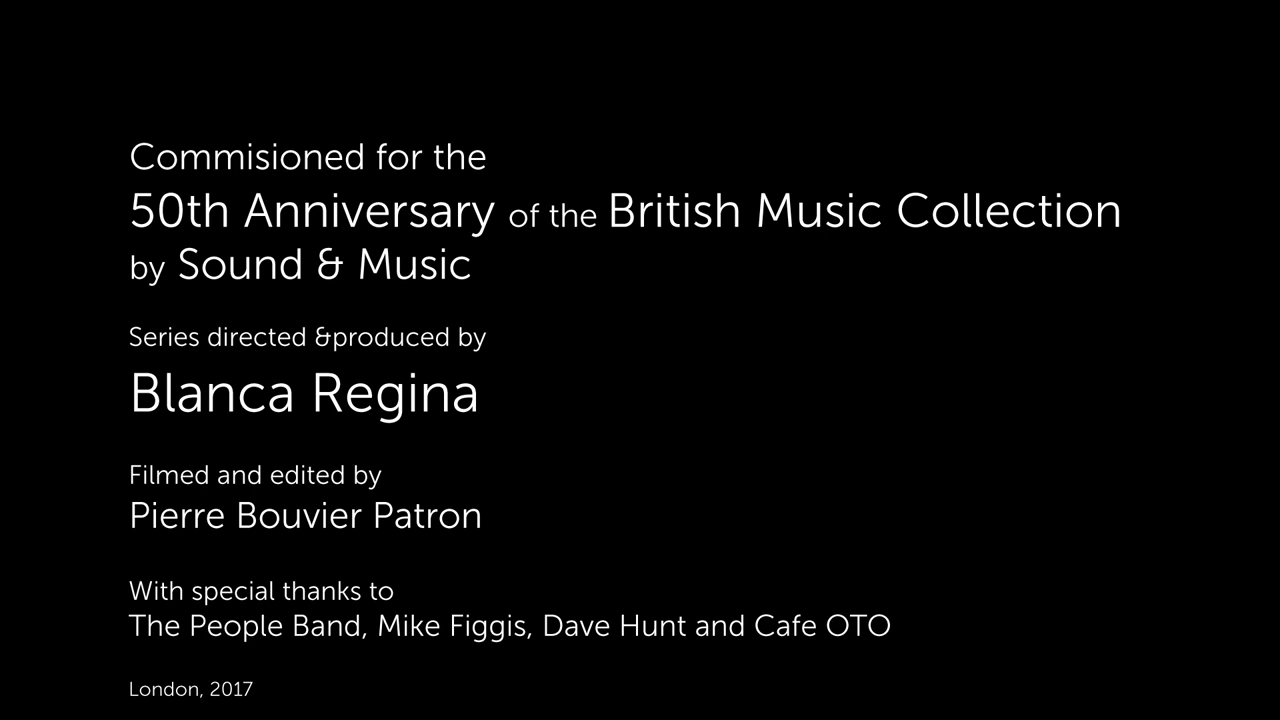 Commisioned for the
50th Anniversary of the British Music Collection
by Sound & Music
Series directed &produced by
Blanca Regina
Filmed and edited by
Pierre Bouvier Patron
With special thanks to
The People Band, Mike Figgis, Dave Hunt and Cafe OTO
London, 2017